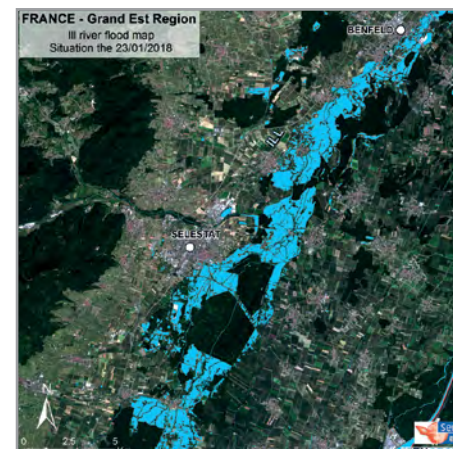 FRANCE - Grand Est Region
Ill river flood map
Situation the 23/01/2018
BENFELD
ILL
SELESTAT
N
0 2,5 5